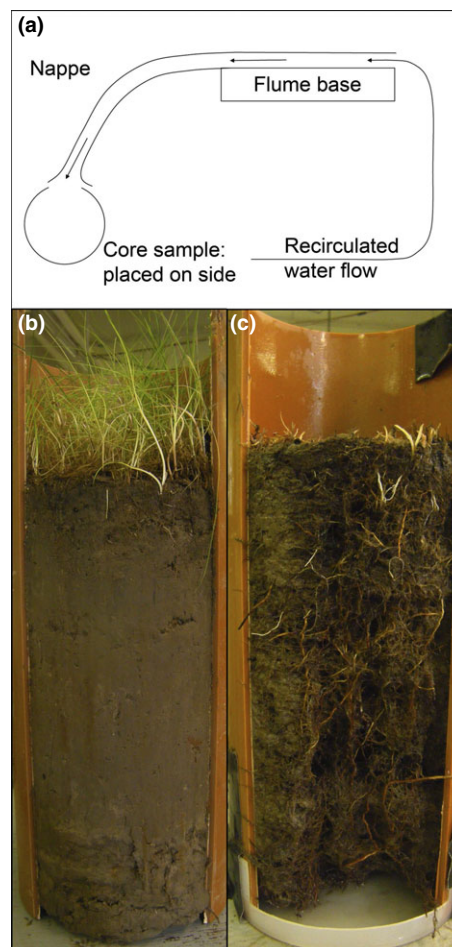 (a)
Nappe
Flume base
Core sample:
placed on side
Recirculated
water flow
(b)
(c)